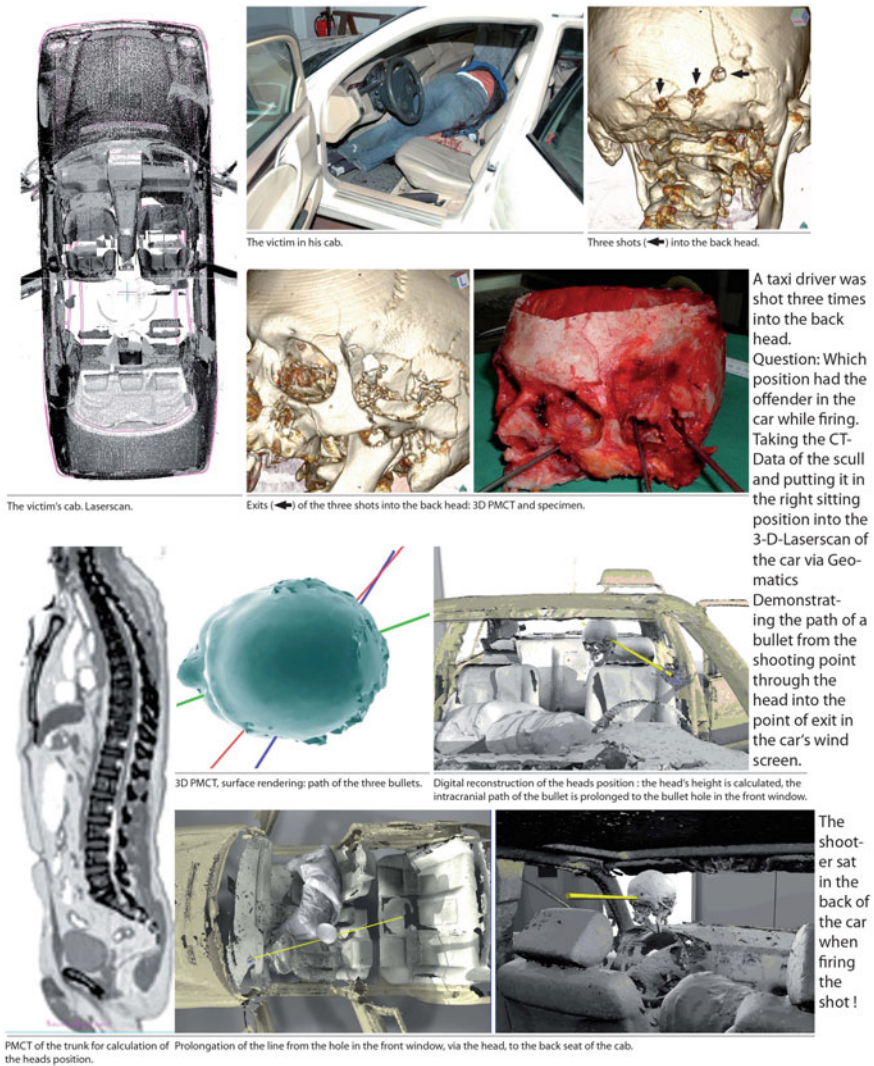 The victim in his cab.
Three shots (🡄) into the back head.
A taxi driver was
shot three times
into the back
head.
Question: Which
position had the
offender in the
car while firing.
Taking the CT-
Data of the scull
and putting it in
the right sitting
position into the
3-D-Laserscan of
the car via Geo-
matics
Demonstrat-
ing the path of a
bullet from the
shooting point
through the
head into the
point of exit in
the car's wind
screen.
The victim's cab. Laserscan.
Exits (🡄) of the three shots into the back head: 3D PMCT and specimen.
3D PMCT, surface rendering: path of the three bullets.
Digital reconstruction of the heads position : the head's height is calculated, the
intracranial path of the bullet is prolonged to the bullet hole in the front window.
The
shoot-
er sat
in the
back of
the car
when
firing
the
shot !
PMCT of the trunk for calculation of
the heads position.
Prolongation of the line from the hole in the front window, via the head, to the back seat of the cab.